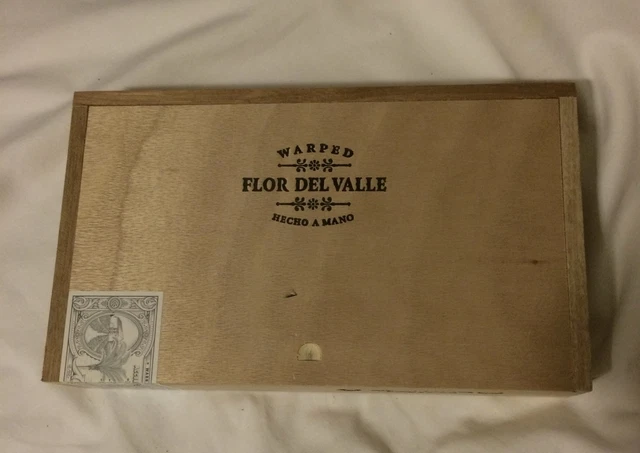 WARPED
FLOR DEL VALLE
HECHO A MANO